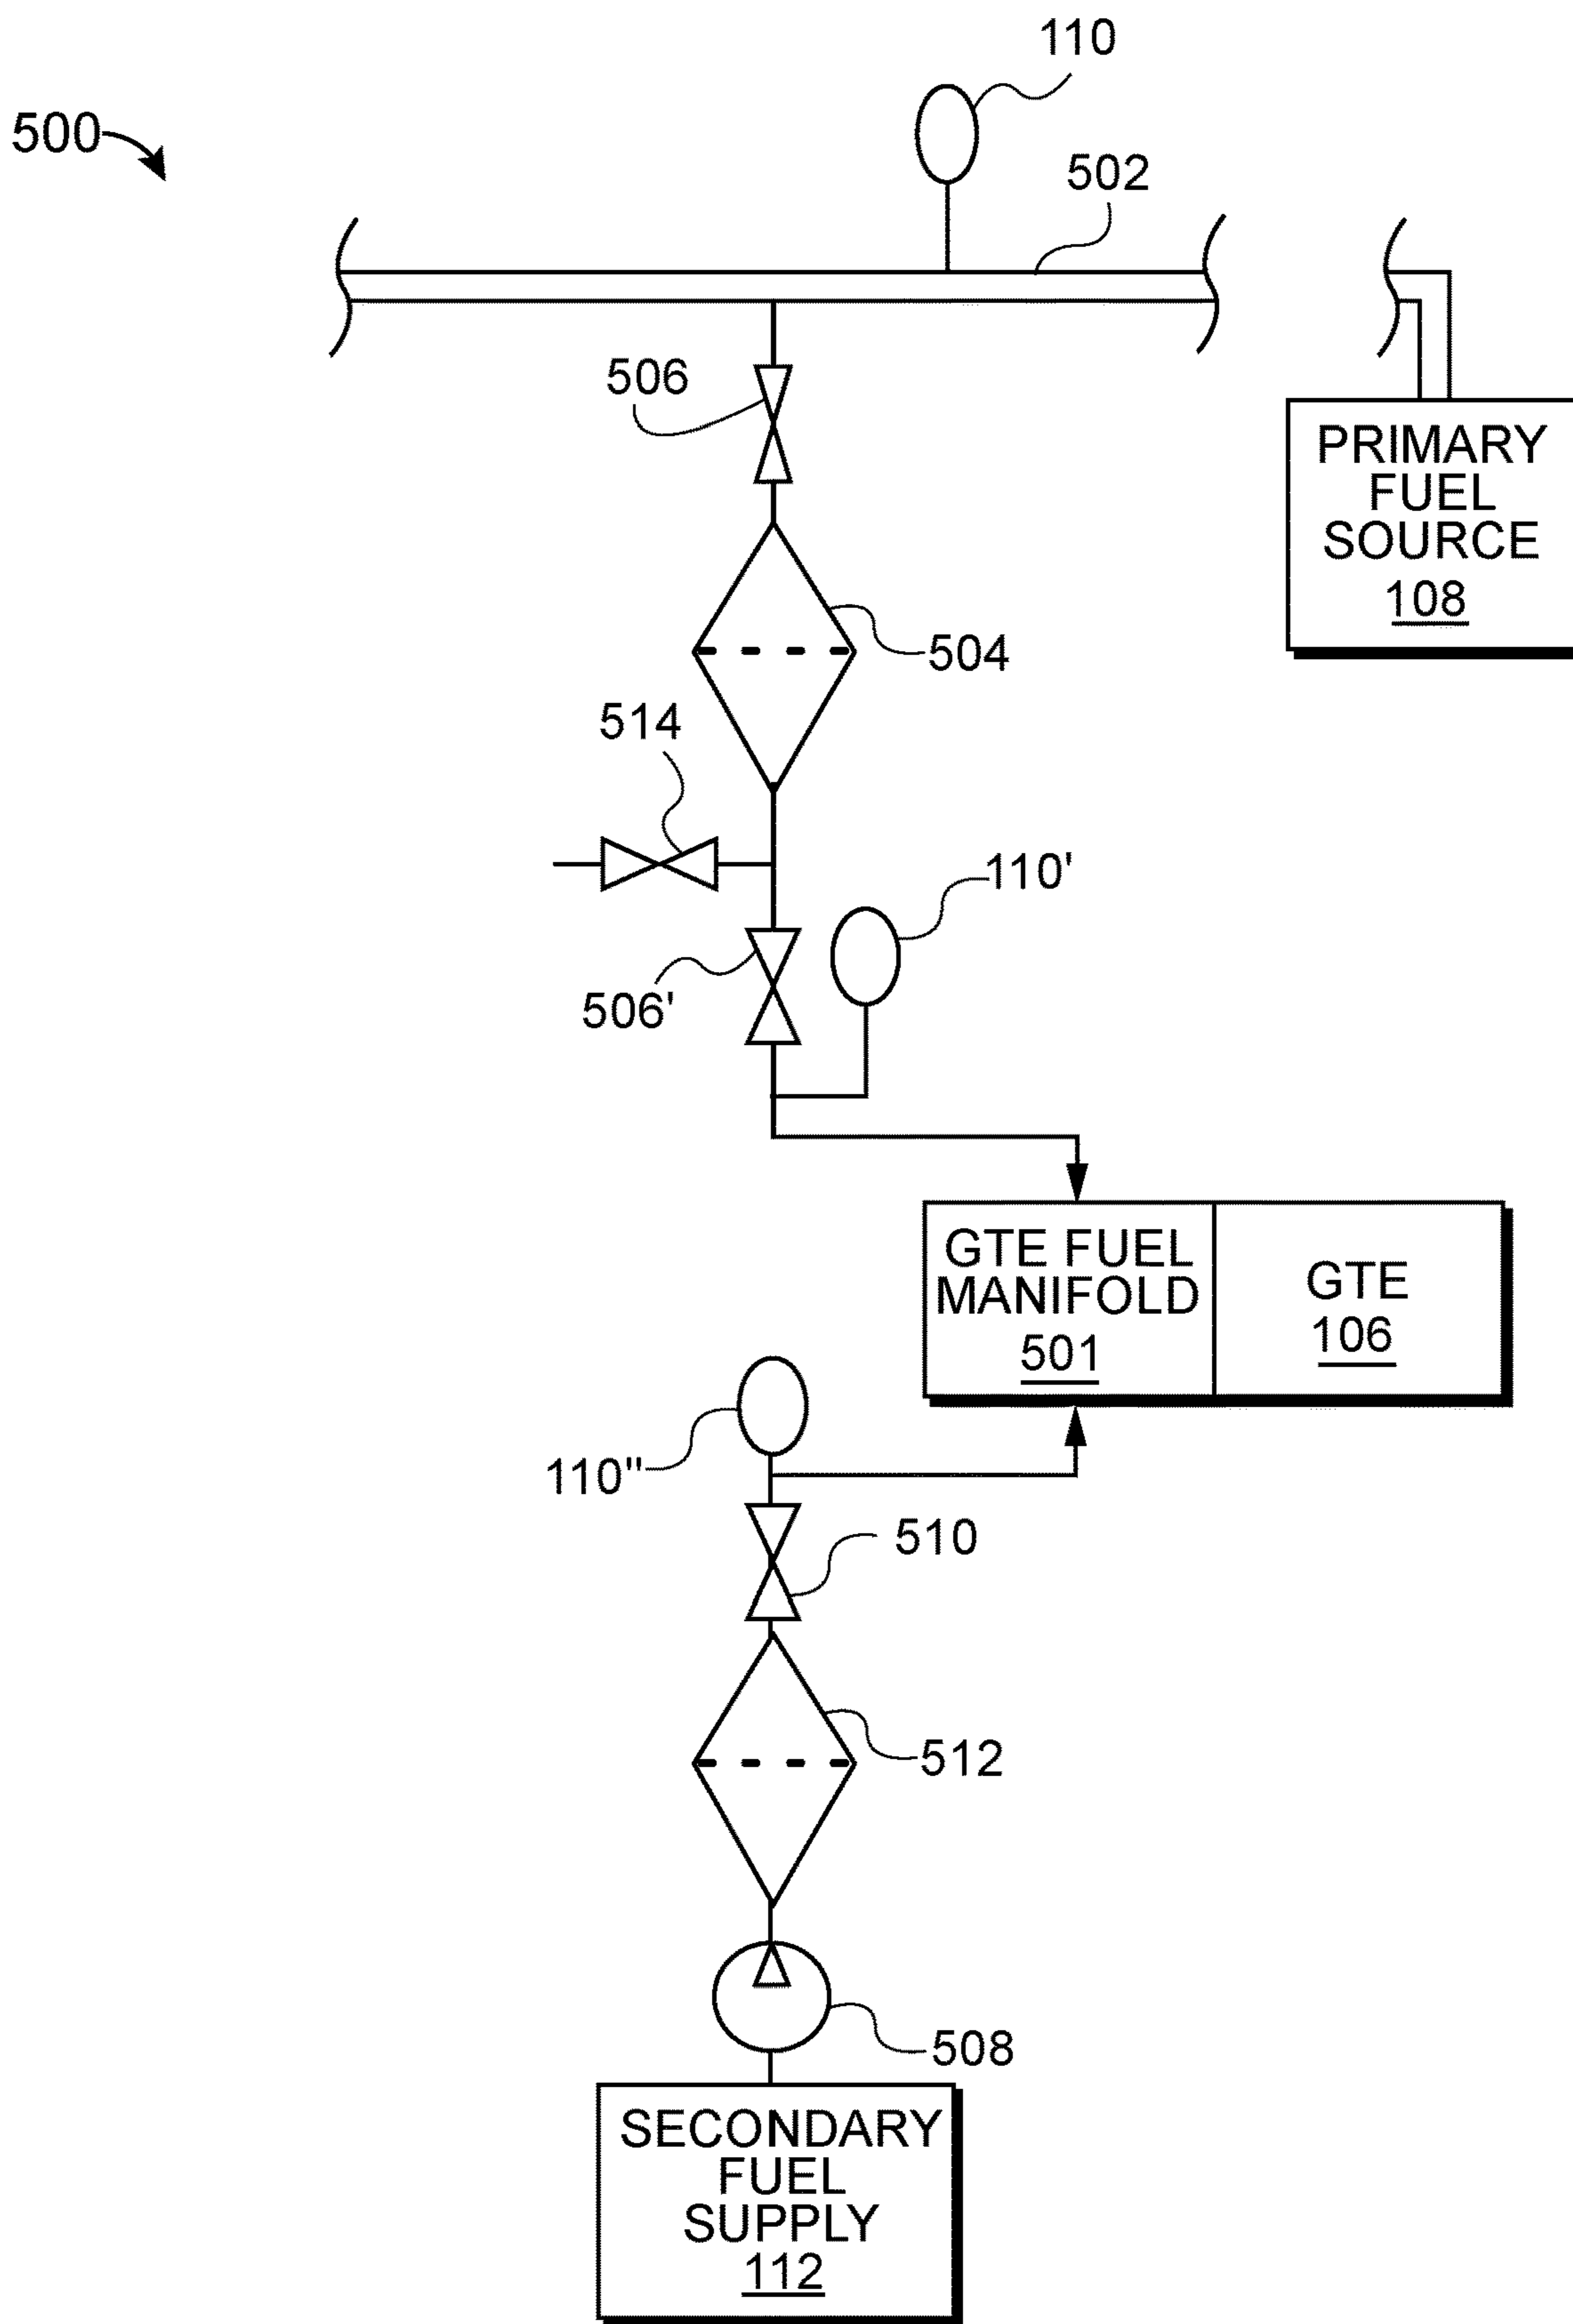 110
500
502
506
PRIMARY
FUEL
SOURCE
108
504
514
110'
506'
GTE FUEL
MANIFOLD
501
GTE
106
110"
510
512
508
SECONDARY
FUEL
SUPPLY
112